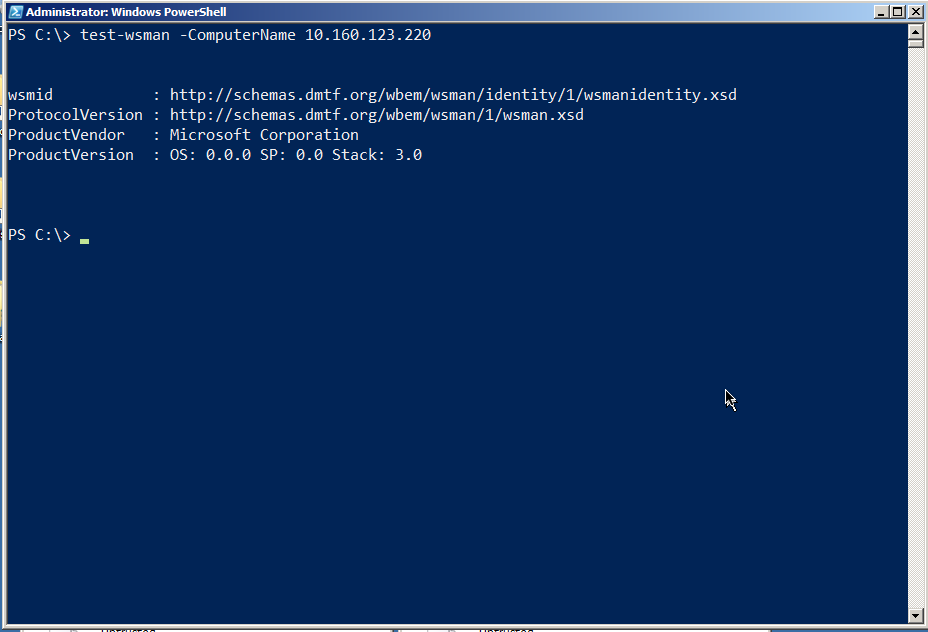 Administrator: Windows PowerShell
PS C:\> test-wsman -ComputerName 10.160.123.220
wsmid           : http://schemas.dmtf.org/wbem/wsman/identity/1/wsmanidentity.xsd
ProtocolVersion : http://schemas.dmtf.org/wbem/wsman/1/wsman.xsd
ProductVendor   : Microsoft Corporation
ProductVersion  : OS: 0.0.0 SP: 0.0 Stack: 3.0
PS C:\>